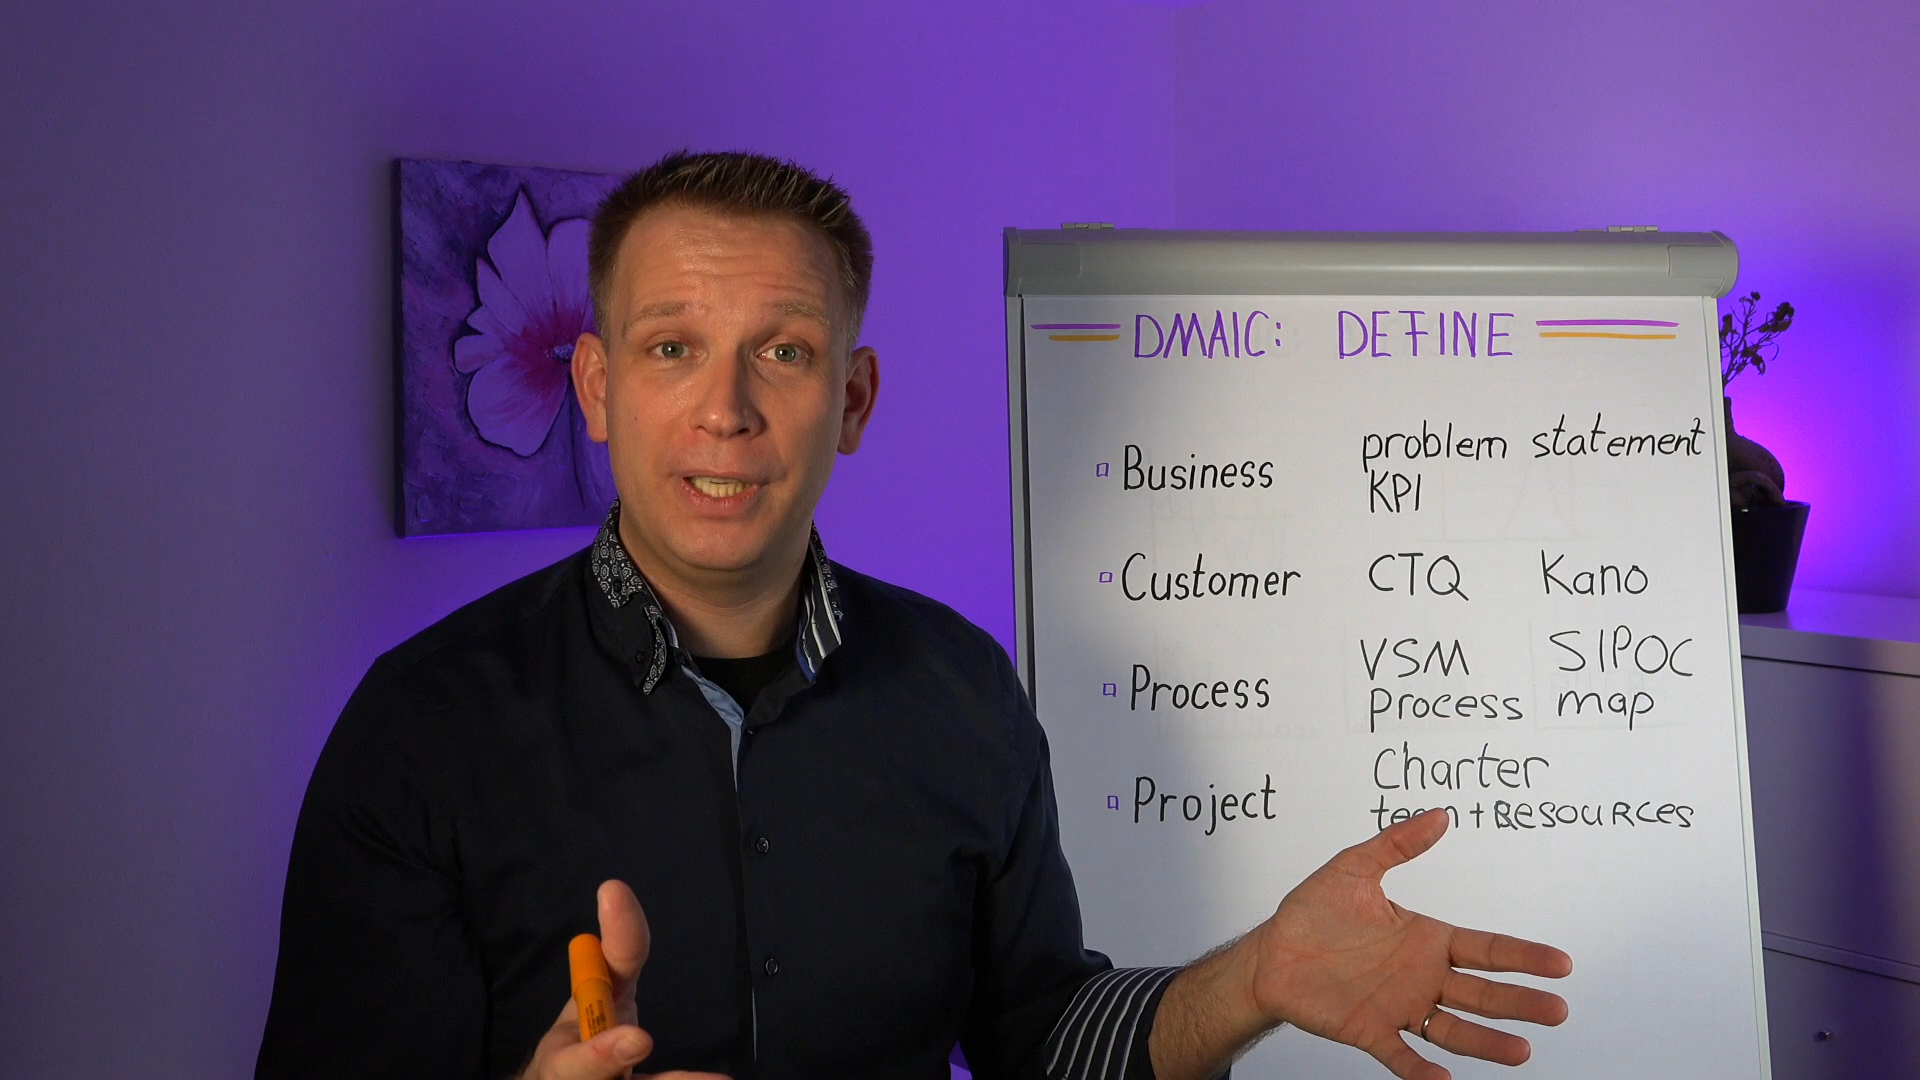 DMAIC: DEFINE
Business problem statement
KPI
Customer CTQ Kano
VSM SIPOC
Process process map
Charter
Project team + Resources